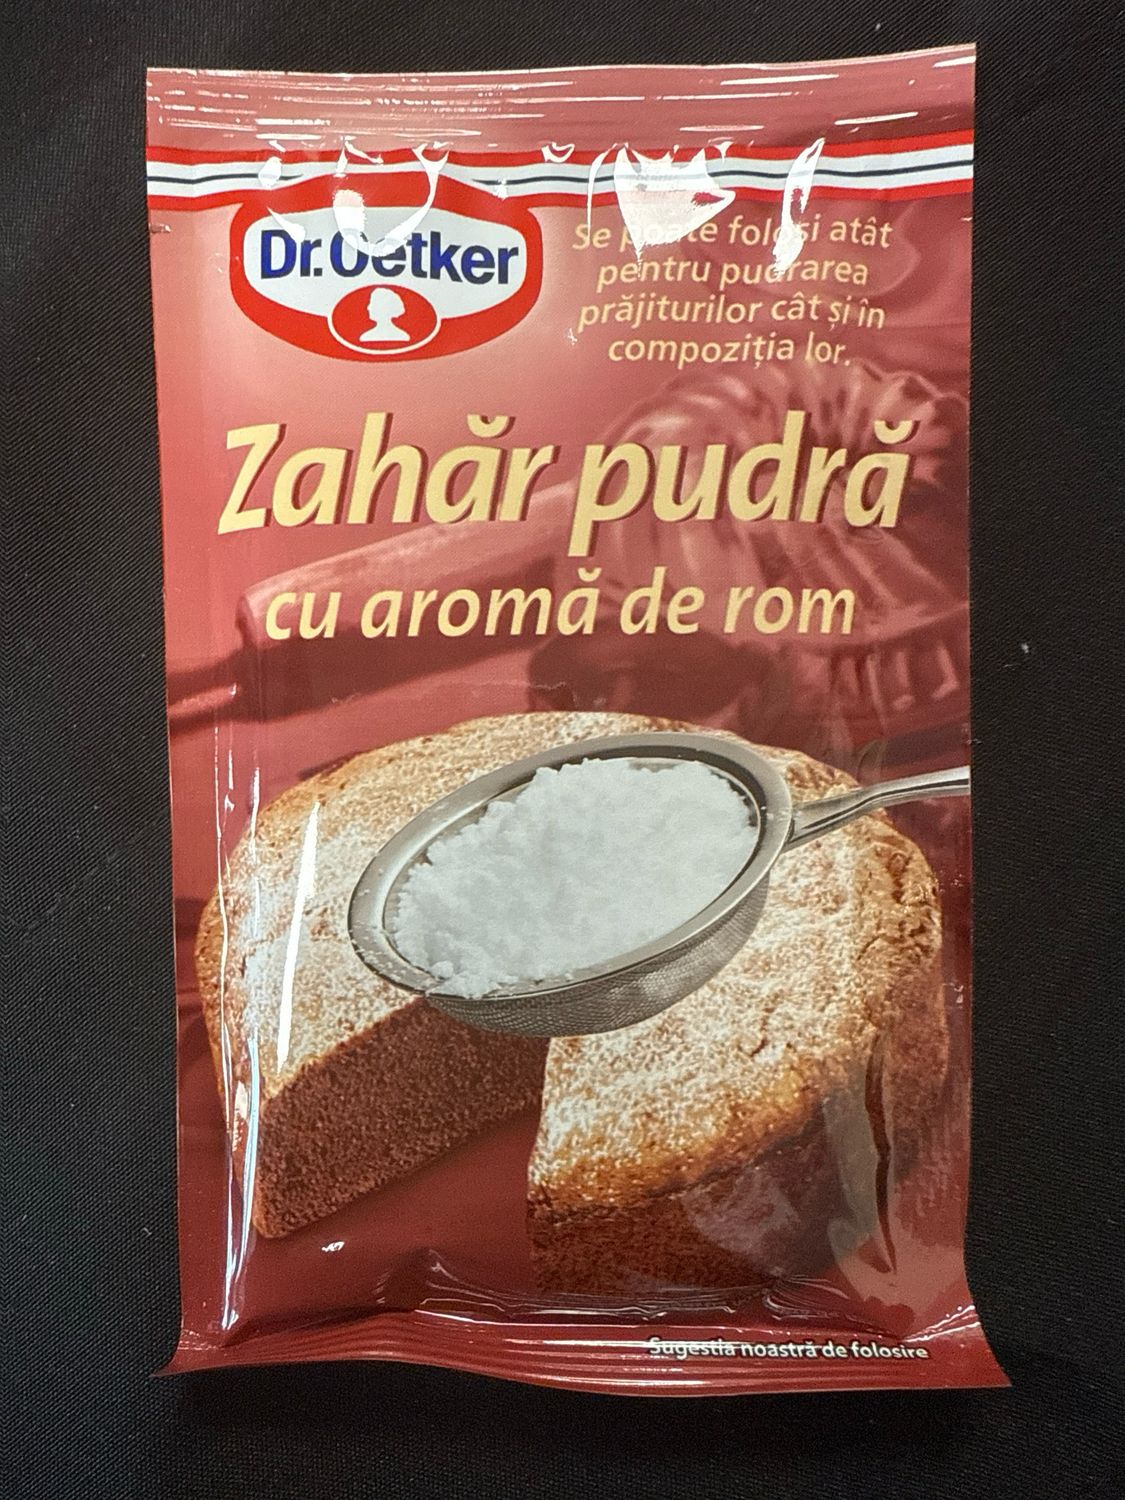 Dr. Oetker
Se poate folosi atât
pentru pudrarea
prăjiturilor cât și în
compoziția lor.
Zahăr pudră
cu aromă de rom
Sugestia noastră de folosire